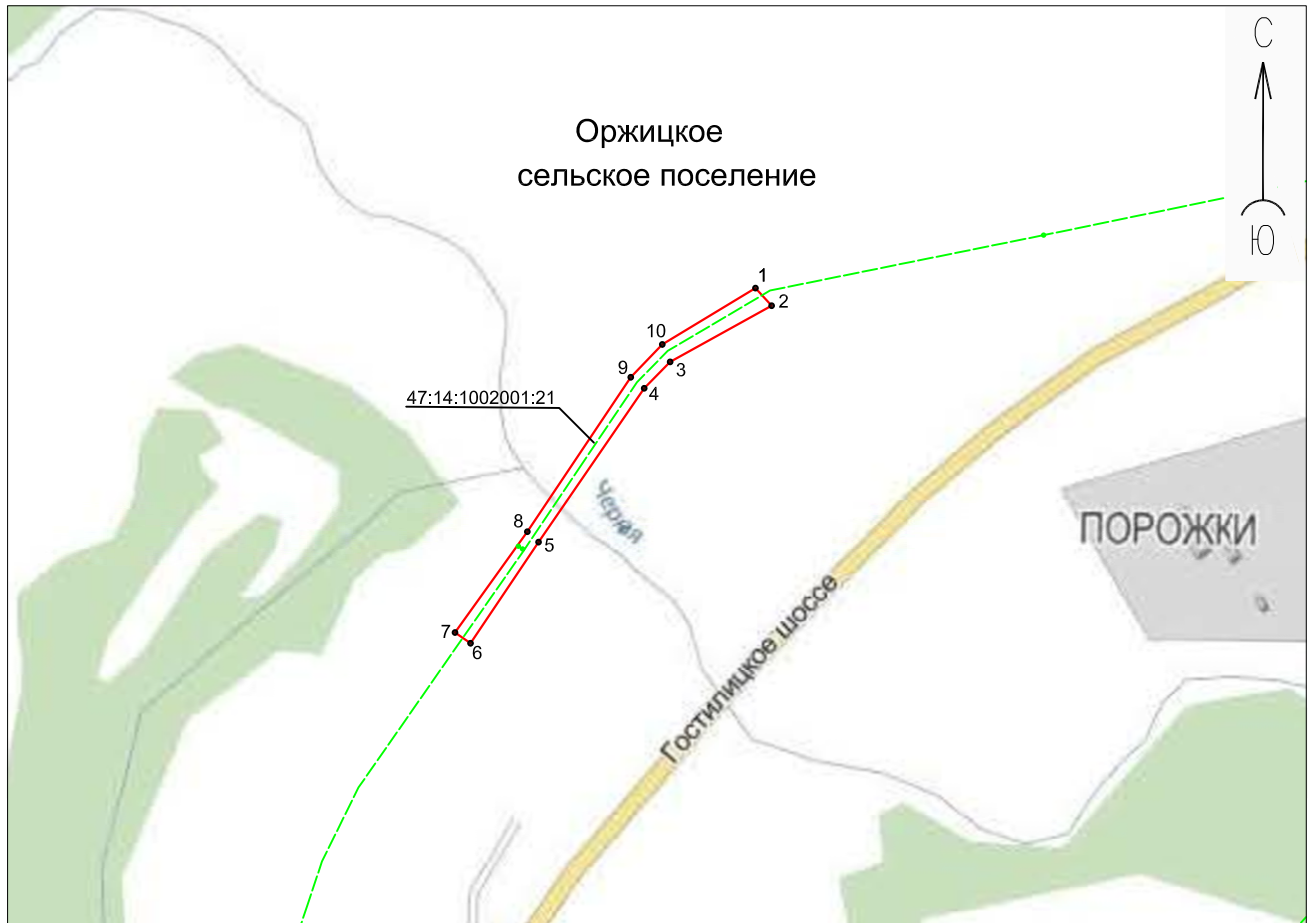 С
Оржицкое
сельское поселение
Ю
1
2
10
3
9
4
47:14:1002001:21
Черная
8
5
ПОРОЖКИ
7
6
Гостилицкое шоссе